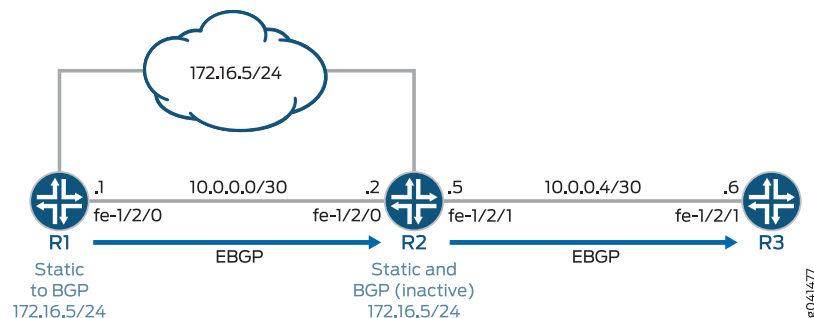 172.16.5/24
.1
10.0.0.0/30
.2
.5
10.0.0.4/30
.6
fe-1/2/0
fe-1/2/0
fe-1/2/1
fe-1/2/1
R1
EBGP
R2
EBGP
R3
Static
to BGP
172.16.5/24
Static and
BGP (inactive)
172.16.5/24
g041477